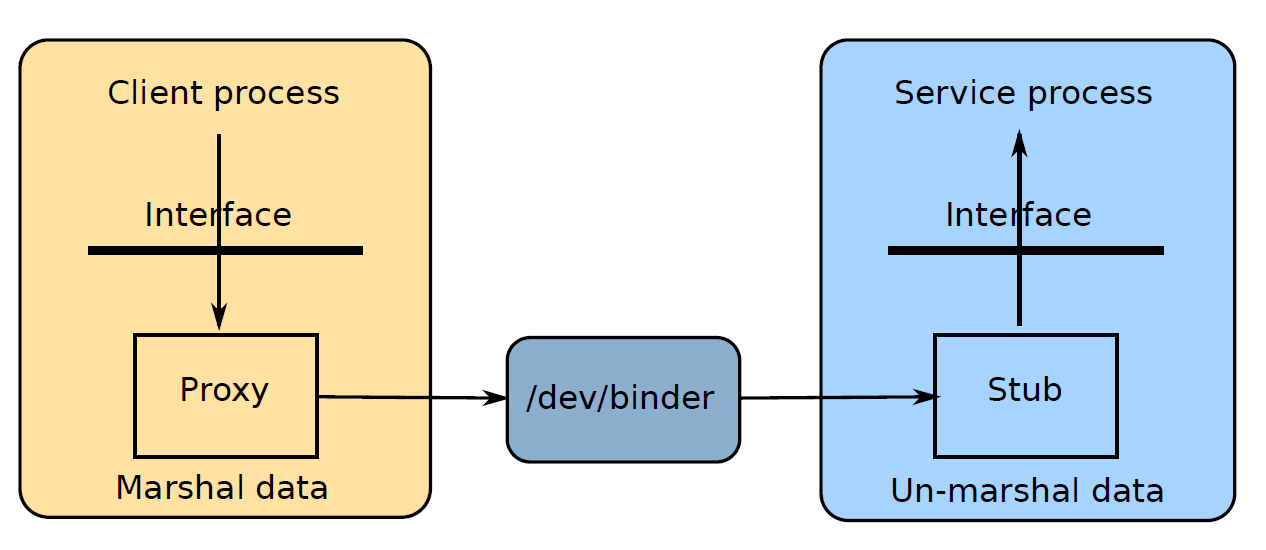 Client process
Interface
Proxy
Marshal data
/dev/binder
Service process
Interface
Stub
Un-marshal data